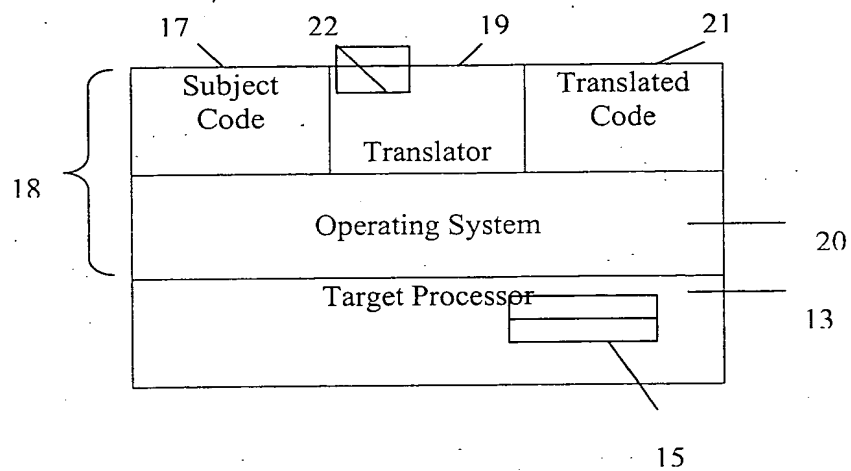 17
22
19
21
Subject
Code
Translator
Translated
Code
18
Operating System
20
Target Processor
13
15